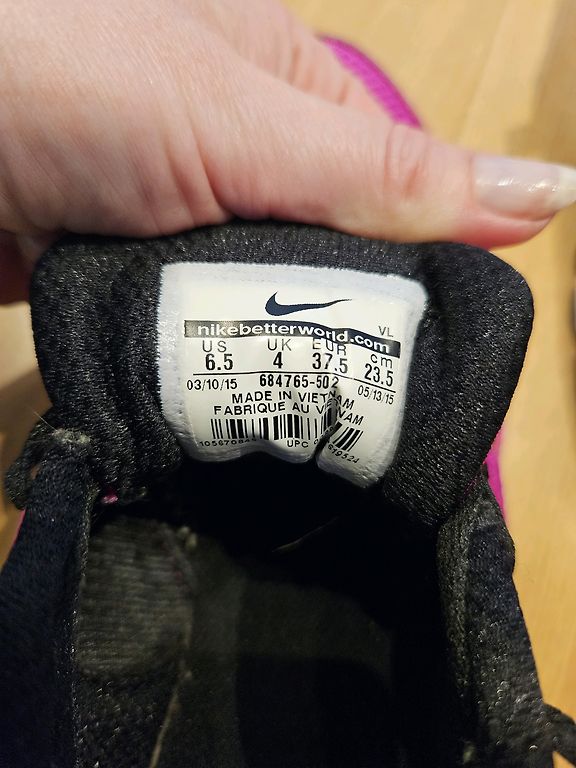 nikebetterworld.com
VL
US UK EUR cm
6.5 4 37.5 23.5
03/10/15 684765-502 05/13/15
MADE IN VIETNAM
FABRIQUE AU VIETNAM
UPC